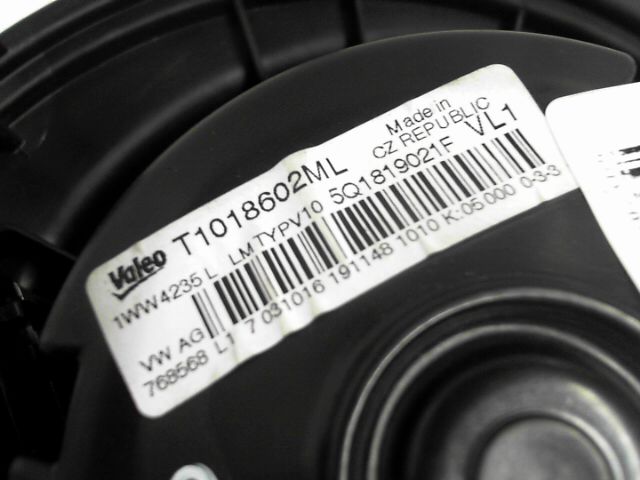 Valeo T1018602ML Made in
CZ REPUBLIC
1WW4235 L LMTYPV10 5Q1819021F VL1
VW AG
768568 L1 7 031016 191148 1010 K:05 000 0-3-3